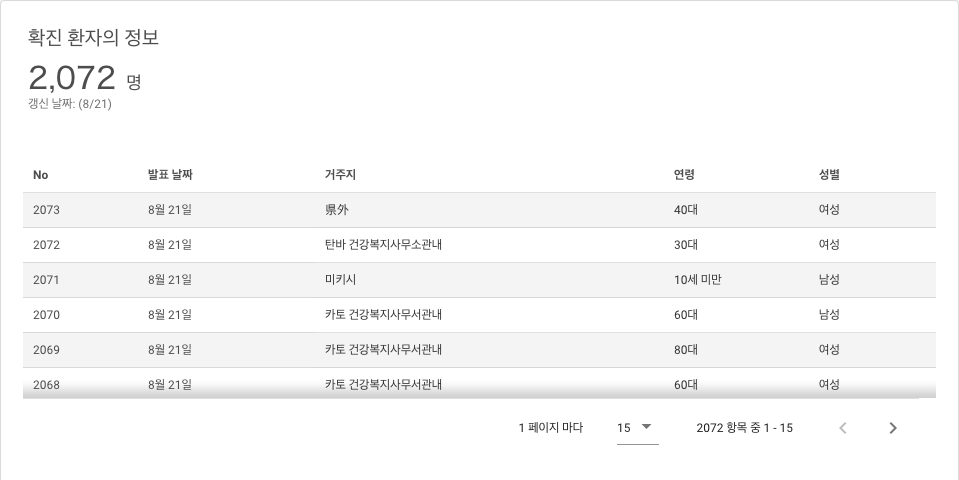 확진 환자의 정보
2,072 명
갱신 날짜: (8/21)
No 발표 날짜 거주지 연령 성별
2073 8월 21일 県外 40대 여성
2072 8월 21일 탄바 건강복지사무소관내 30대 여성
2071 8월 21일 미키시 10세 미만 남성
2070 8월 21일 카토 건강복지사무서관내 60대 남성
2069 8월 21일 카토 건강복지사무서관내 80대 여성
2068 8월 21일 카토 건강복지사무서관내 60대 여성
1 페이지 마다 15 2072 항목 중 1 - 15